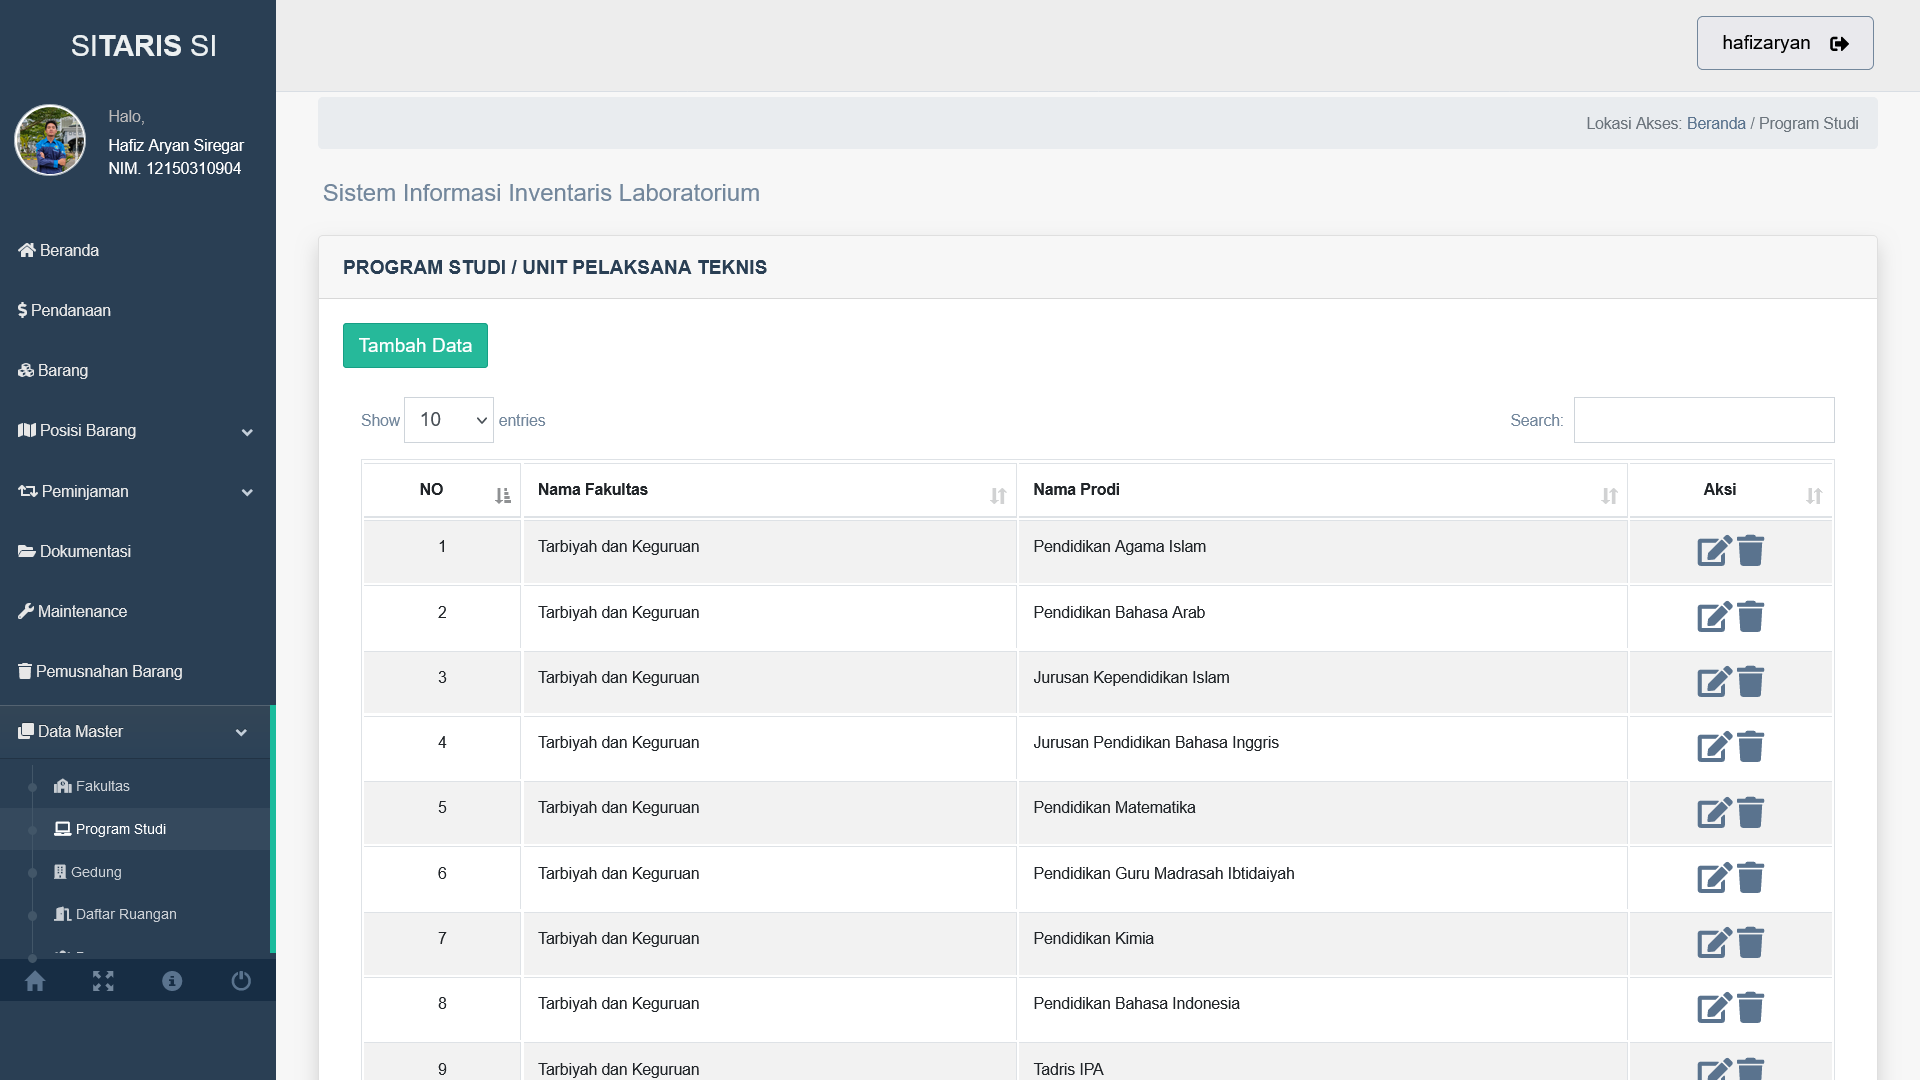 SITARIS SI
Halo,
Hafiz Aryan Siregar
NIM. 12150310904
Beranda
Pendanaan
Barang
Posisi Barang
Peminjaman
Dokumentasi
Maintenance
Pemusnahan Barang
Data Master
Fakultas
Program Studi
Gedung
Daftar Ruangan
hafizaryan
Lokasi Akses: Beranda / Program Studi
Sistem Informasi Inventaris Laboratorium
PROGRAM STUDI / UNIT PELAKSANA TEKNIS
Tambah Data
Show 10 entries
Search:
NO Nama Fakultas Nama Prodi Aksi
1 Tarbiyah dan Keguruan Pendidikan Agama Islam
2 Tarbiyah dan Keguruan Pendidikan Bahasa Arab
3 Tarbiyah dan Keguruan Jurusan Kependidikan Islam
4 Tarbiyah dan Keguruan Jurusan Pendidikan Bahasa Inggris
5 Tarbiyah dan Keguruan Pendidikan Matematika
6 Tarbiyah dan Keguruan Pendidikan Guru Madrasah Ibtidaiyah
7 Tarbiyah dan Keguruan Pendidikan Kimia
8 Tarbiyah dan Keguruan Pendidikan Bahasa Indonesia
9 Tarbiyah dan Keguruan Tadris IPA